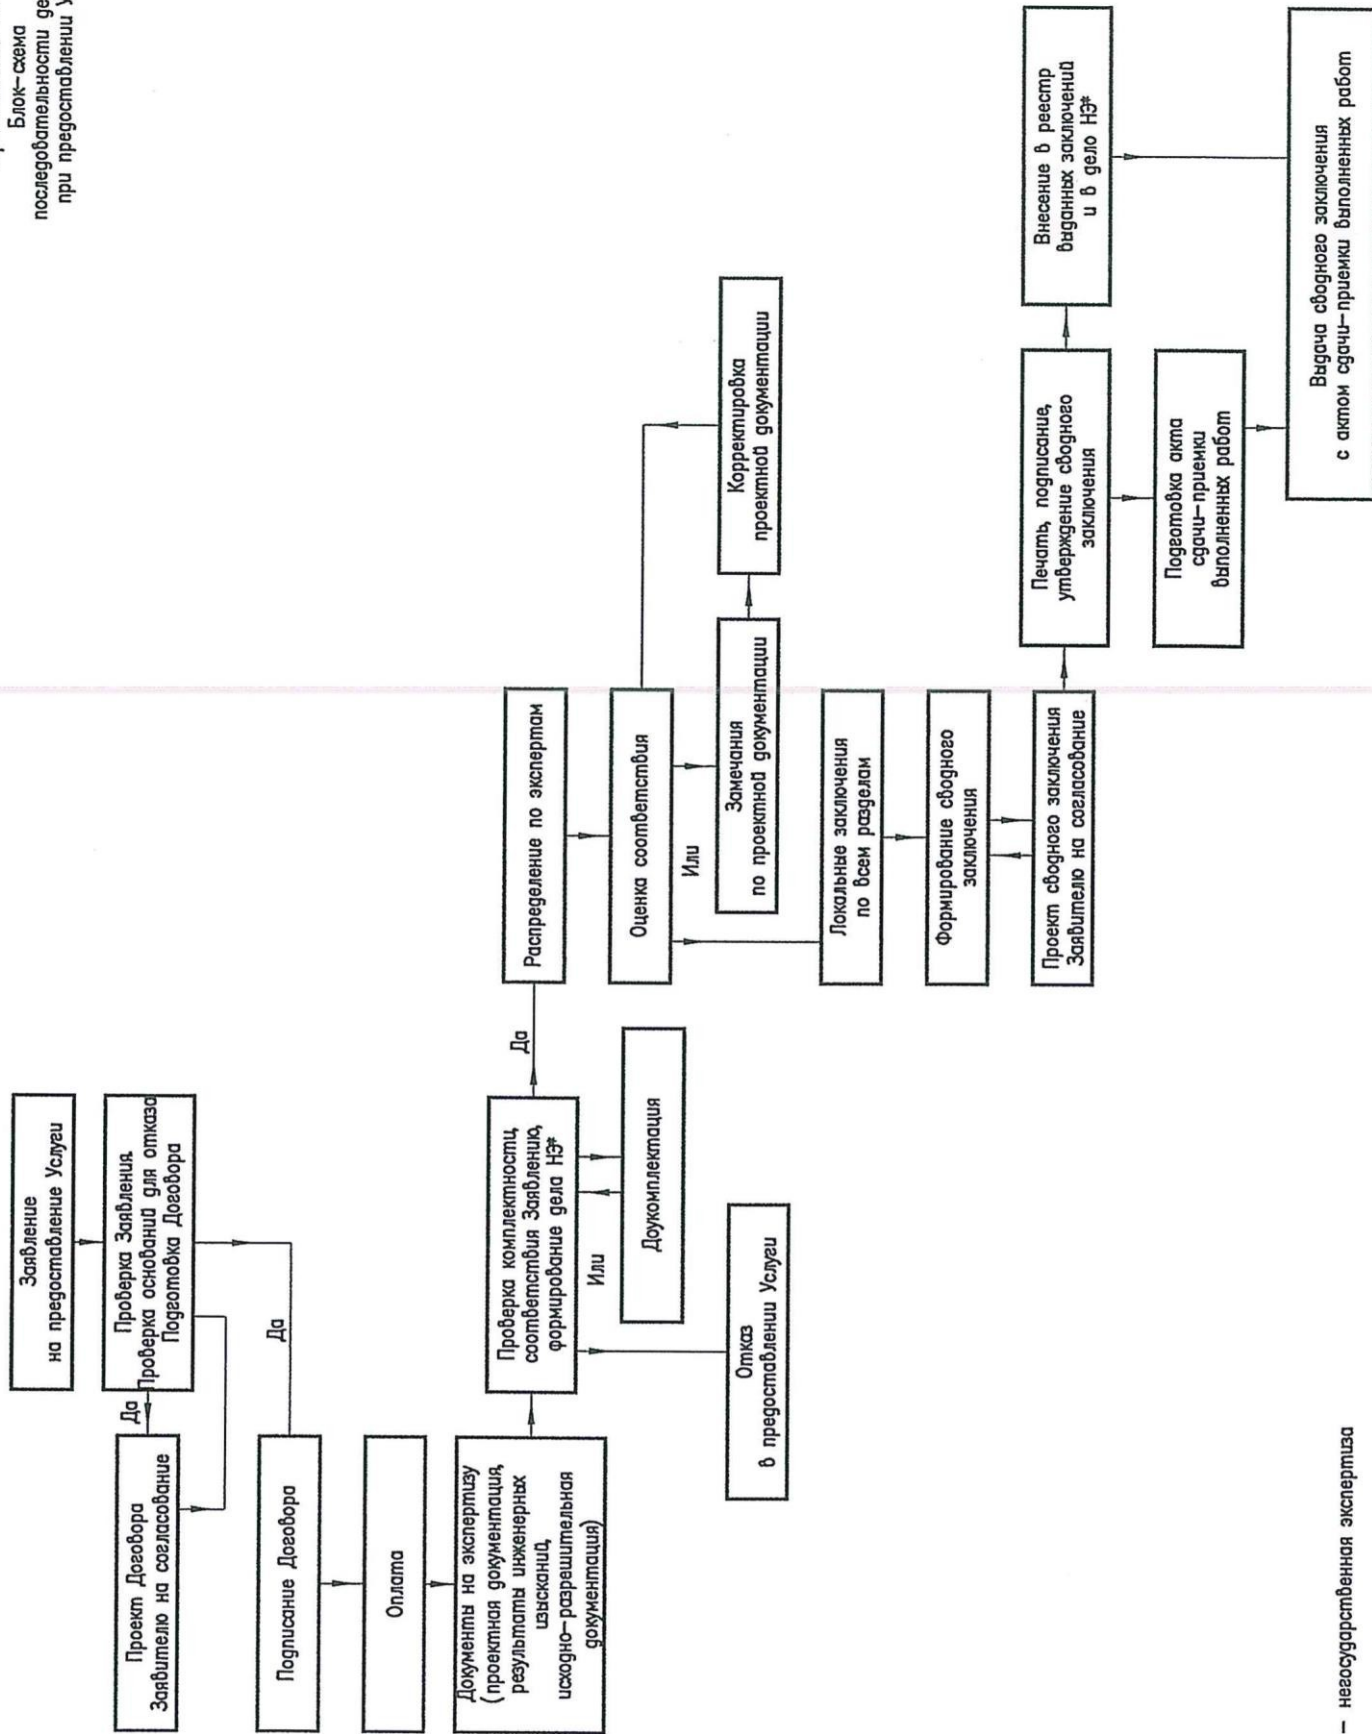 Блок-схема
последовательности
при предоставлении
Заявление
на предоставление Услуги
Проверка Заявления.
Проверка оснований для отказа
Подготовка Договора
Да
Проект Договора
Заявителю на согласование
Да
Подписание Договора
Оплата
Документы на экспертизу
(проектная документация,
результаты инженерных
изысканий,
исходно-разрешительная
документация)
Проверка комплектности,
соответствия Заявлению,
формирование дела НЭ*
Да
Или
Доукомплектация
Отказ
в предоставлении Услуги
Распределение по экспертам
Оценка соответствия
Или
Замечания
по проектной документации
Корректировка
проектной документации
Локальные заключения
по всем разделам
Формирование сводного
заключения
Проект сводного заключения
Заявителю на согласование
Печать, подписание,
утверждение сводного
заключения
Внесение в реестр
выданных заключений
и в дело НЭ*
Подготовка акта
сдачи-приемки
выполненных работ
Выдача сводного заключения
с актом сдачи-приемки выполненных работ
– негосударственная экспертиза